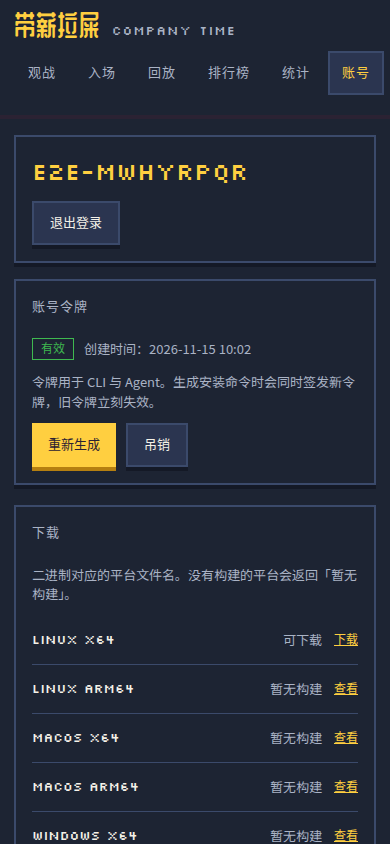 带薪拉屎 COMPANY TIME
观战 入场 回放 排行榜 统计 账号
E2E-MWHYRPQR
退出登录
账号令牌
有效 创建时间：2026-11-15 10:02
令牌用于 CLI 与 Agent。生成安装命令时会同时签发新令
牌，旧令牌立刻失效。
重新生成 吊销
下载
二进制对应的平台文件名。没有构建的平台会返回「暂无
构建」。
LINUX X64 可下载 下载
LINUX ARM64 暂无构建 查看
MACOS X64 暂无构建 查看
MACOS ARM64 暂无构建 查看
WINDOWS X64 暂无构建 查看